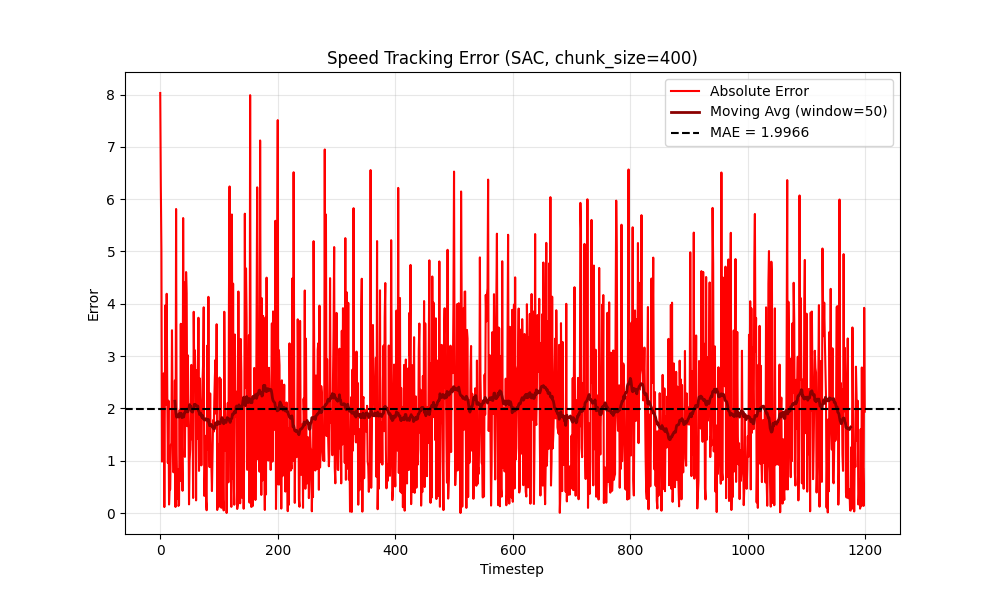 Speed Tracking Error (SAC, chunk_size=400)
Absolute Error
Moving Avg (window=50)
MAE = 1.9966
8
7
6
5
4
3
2
1
0
Error
0 200 400 600 800 1000 1200
Timestep